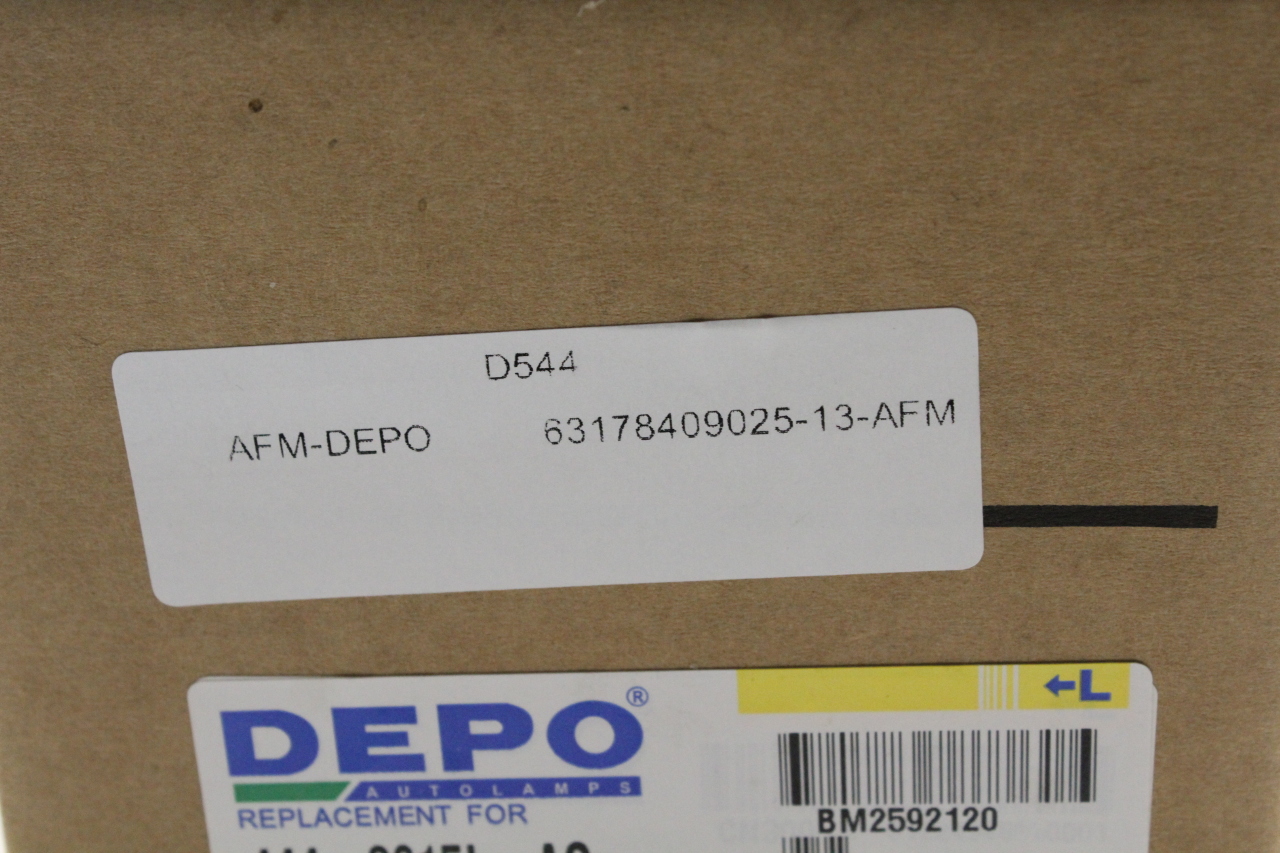 D544
AFM-DEPO 63178409025-13-AFM
DEPO®
AUTOLAMPS
REPLACEMENT FOR
←L
BM2592120